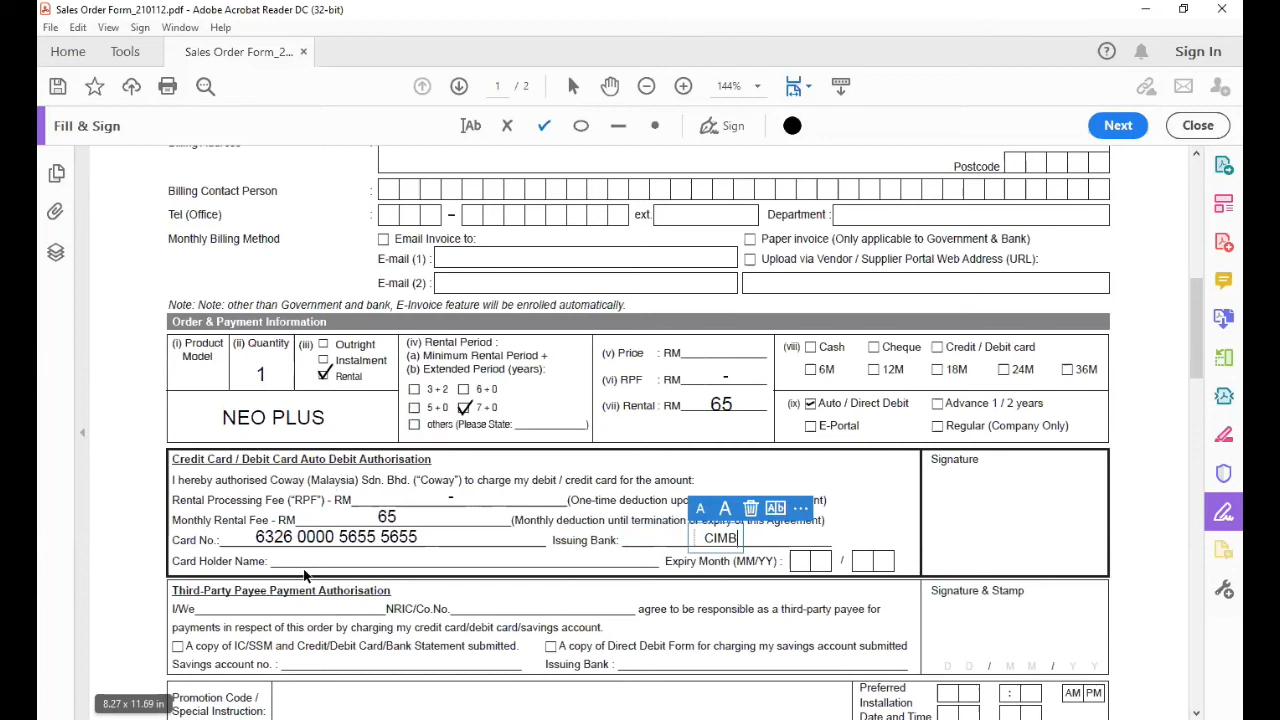 Sales Order Form_210112.pdf - Adobe Acrobat Reader DC (32-bit)
File Edit View Sign Window Help
Home Tools Sales Order Form_2... × Sign In
1 / 2 144%
Fill & Sign Ab Sign Next Close
Postcode
Billing Contact Person :
Tel (Office) : – ext. Department :
Monthly Billing Method Email Invoice to: Paper invoice (Only applicable to Government & Bank)
E-mail (1) : Upload via Vendor / Supplier Portal Web Address (URL):
E-mail (2) :
Note: Note: other than Government and bank, E-Invoice feature will be enrolled automatically.
Order & Payment Information
(i) Product Model
(ii) Quantity
1
(iii) Outright
Instalment
Rental
NEO PLUS
(iv) Rental Period :
(a) Minimum Rental Period +
(b) Extended Period (years):
3 + 2 6 + 0
5 + 0 7 + 0
others (Please State: )
(v) Price : RM
(vi) RPF : RM -
(vii) Rental : RM 65
(viii) Cash Cheque Credit / Debit card
6M 12M 18M 24M 36M
(ix) Auto / Direct Debit Advance 1 / 2 years
E-Portal Regular (Company Only)
Credit Card / Debit Card Auto Debit Authorisation Signature
I hereby authorised Coway (Malaysia) Sdn. Bhd. (“Coway”) to charge my debit / credit card for the amount:
Rental Processing Fee (“RPF”) - RM - (One-time deduction
Monthly Rental Fee - RM 65 (Monthly deduction until termination or expiry of this Agreement)
Card No.: 6326 0000 5655 5655 Issuing Bank: CIMB
Card Holder Name: Expiry Month (MM/YY) : /
Third-Party Payee Payment Authorisation Signature & Stamp
I/We NRIC/Co.No. agree to be responsible as a third-party payee for
payments in respect of this order by charging my credit card/debit card/savings account.
A copy of IC/SSM and Credit/Debit Card/Bank Statement submitted. A copy of Direct Debit Form for charging my savings account submitted
Savings account no. : Issuing Bank : D D / M M / Y Y
8.27 x 11.69 in
Promotion Code /
Special Instruction:
Preferred
Installation
Date and Time
: AM PM